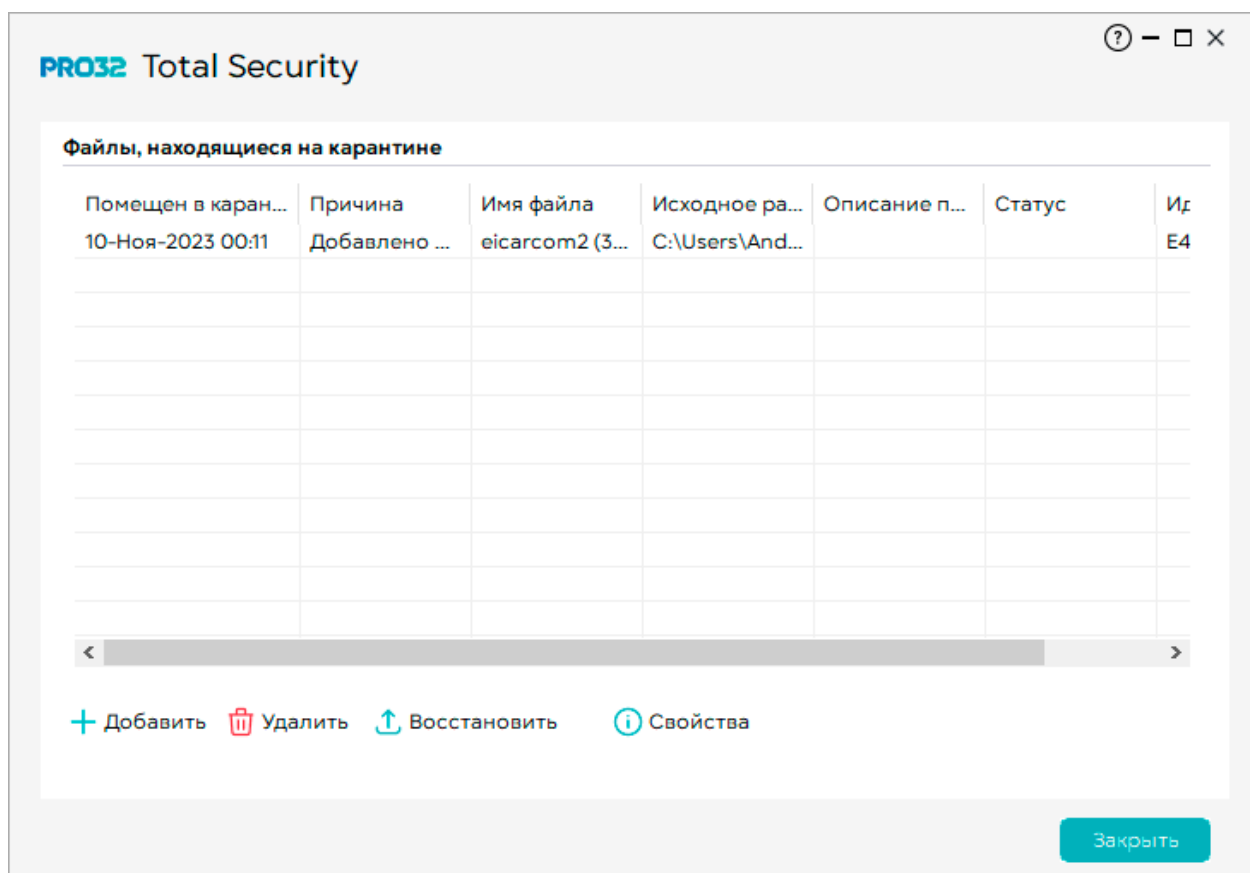 PRO32 Total Security
Файлы, находящиеся на карантине
Помещен в каран... Причина Имя файла Исходное ра... Описание п... Статус Ид
10-Ноя-2023 00:11 Добавлено ... eicarcom2 (3... C:\Users\And... E4
Добавить Удалить Восстановить Свойства
Закрыть